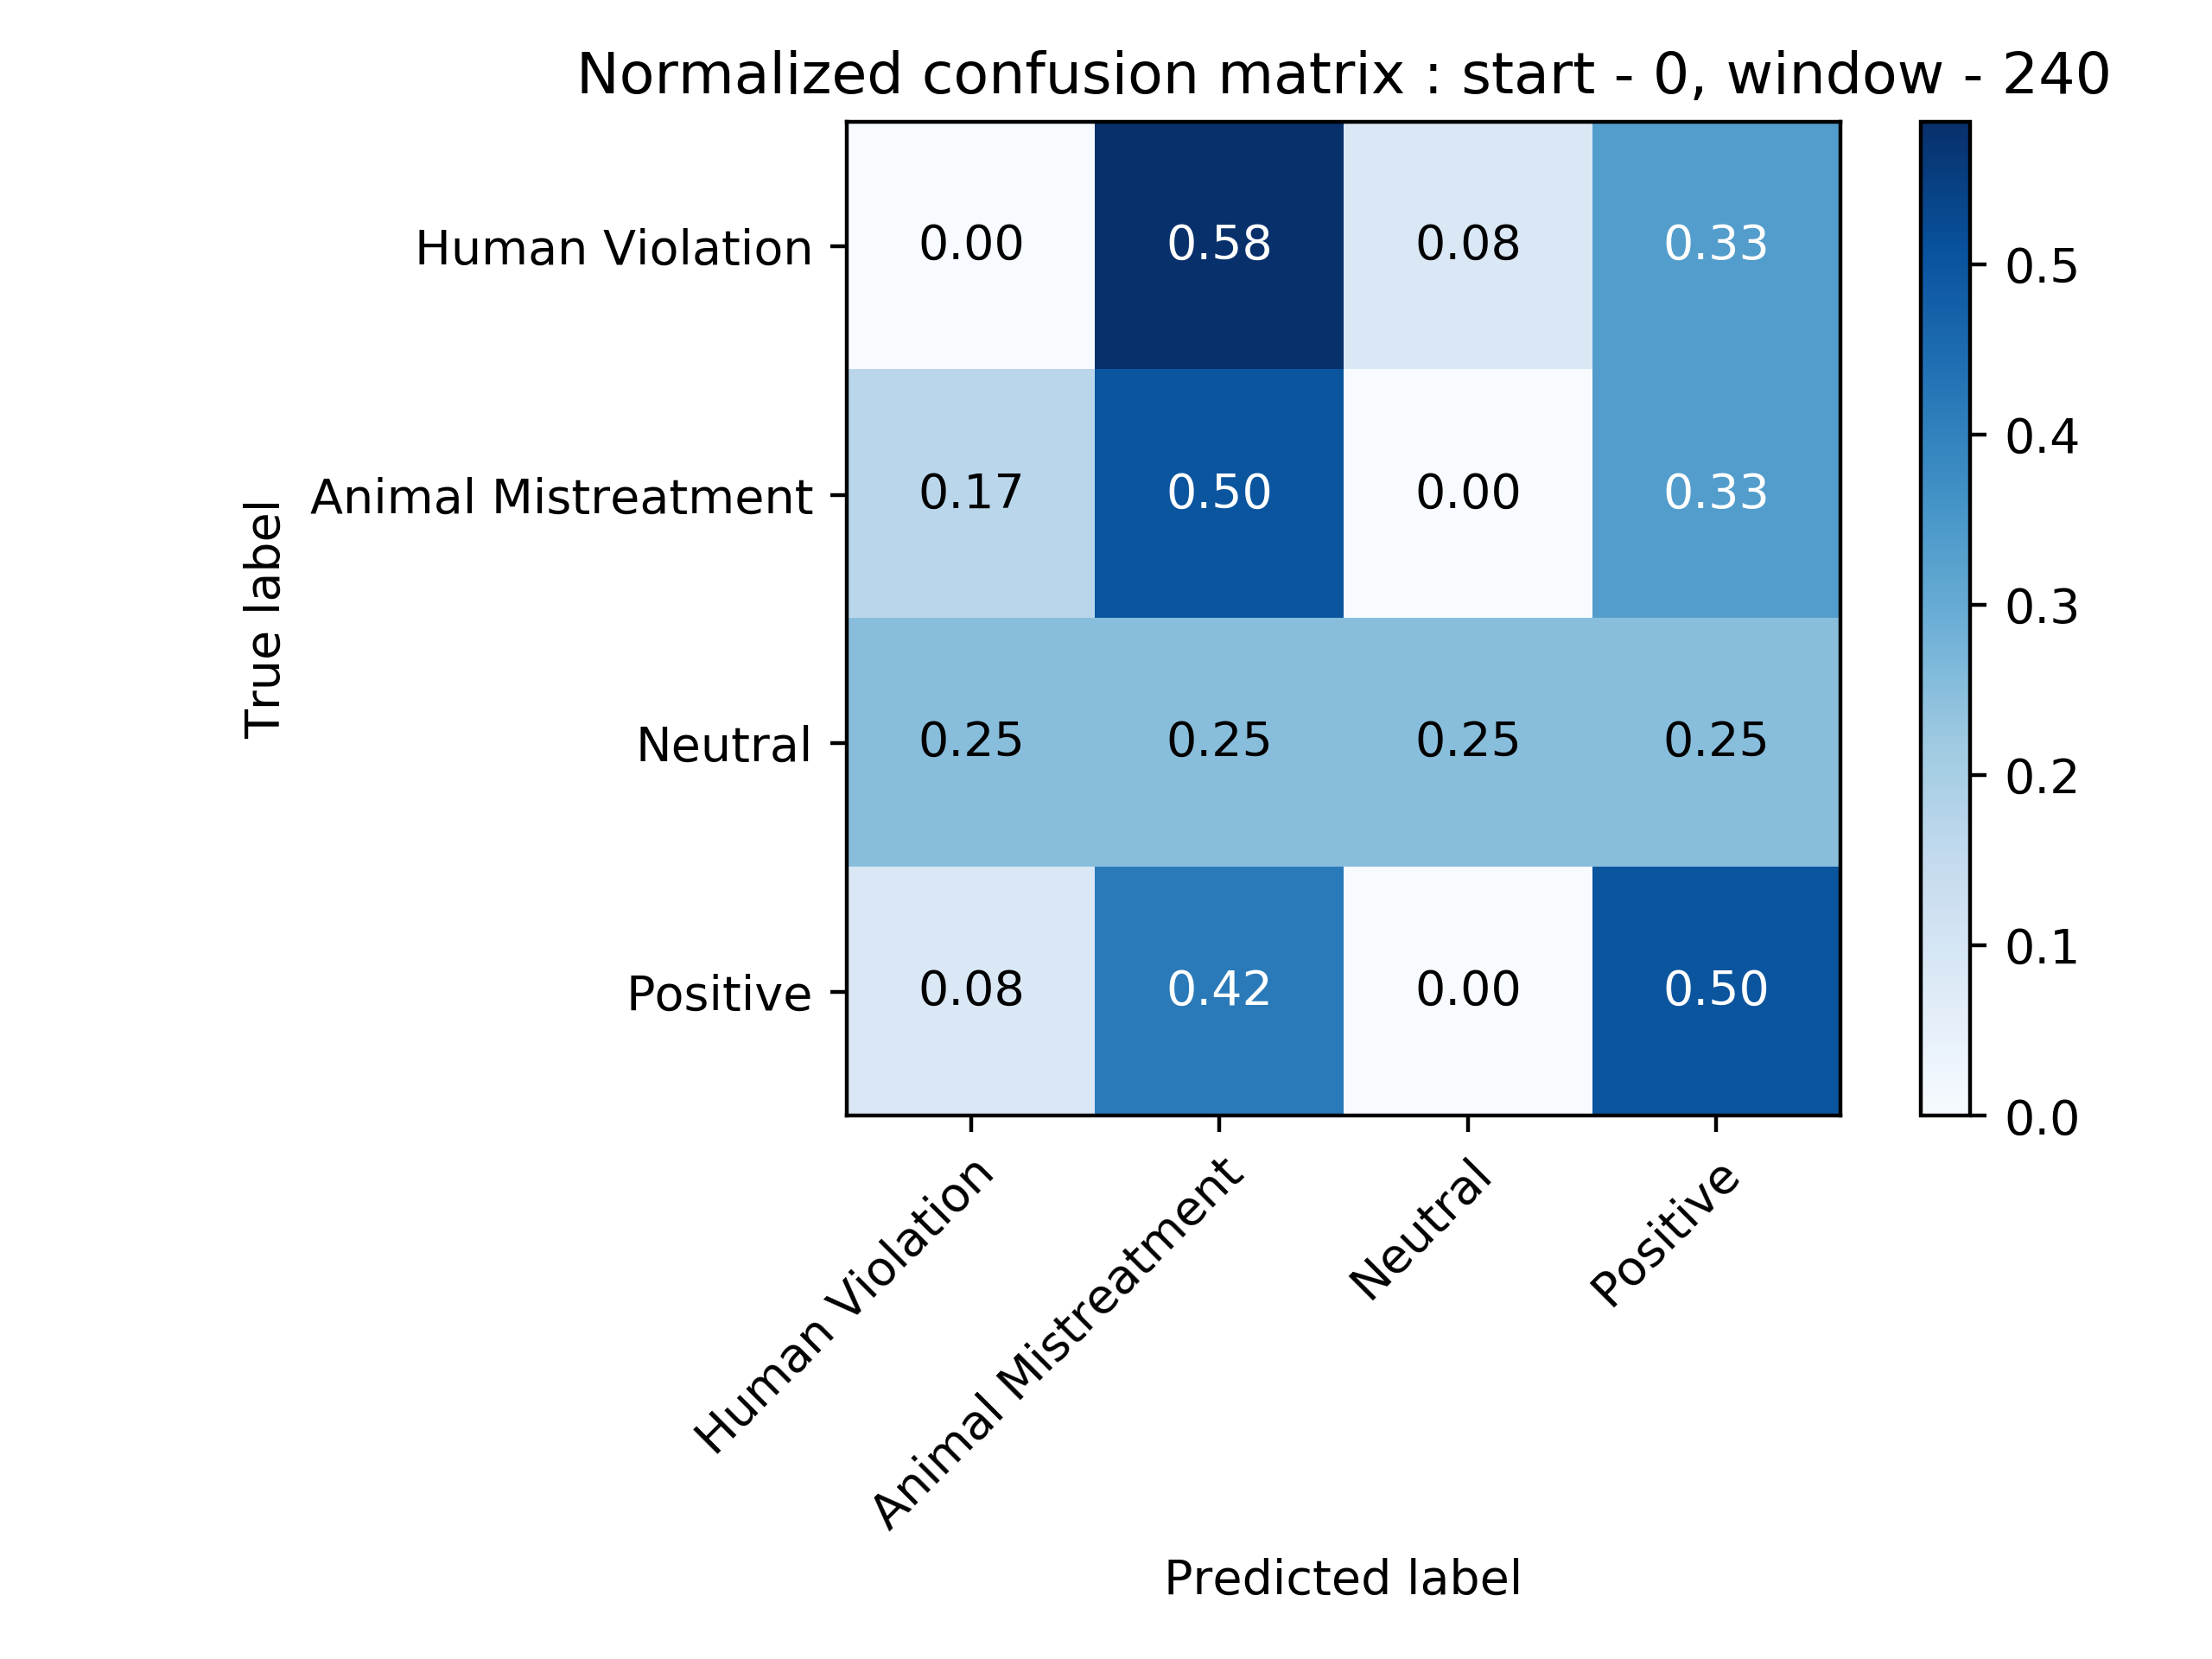 Normalized confusion matrix : start - 0, window - 240
Human Violation 0.00 0.58 0.08 0.33
Animal Mistreatment 0.17 0.50 0.00 0.33
Neutral 0.25 0.25 0.25 0.25
Positive 0.08 0.42 0.00 0.50
True label
Human Violation
Animal Mistreatment
Neutral
Positive
Predicted label
0.5
0.4
0.3
0.2
0.1
0.0